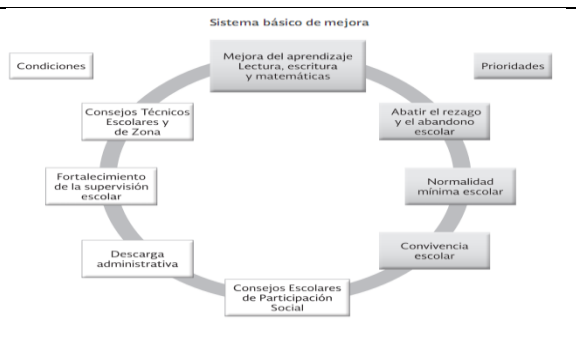 Sistema básico de mejora
Condiciones
Mejora del aprendizaje
Lectura, escritura
y matemáticas
Prioridades
Consejos Técnicos
Escolares y
de Zona
Abatir el rezago
y el abandono
escolar
Fortalecimiento
de la supervisión
escolar
Normalidad
mínima escolar
Descarga
administrativa
Convivencia
escolar
Consejos Escolares
de Participación
Social